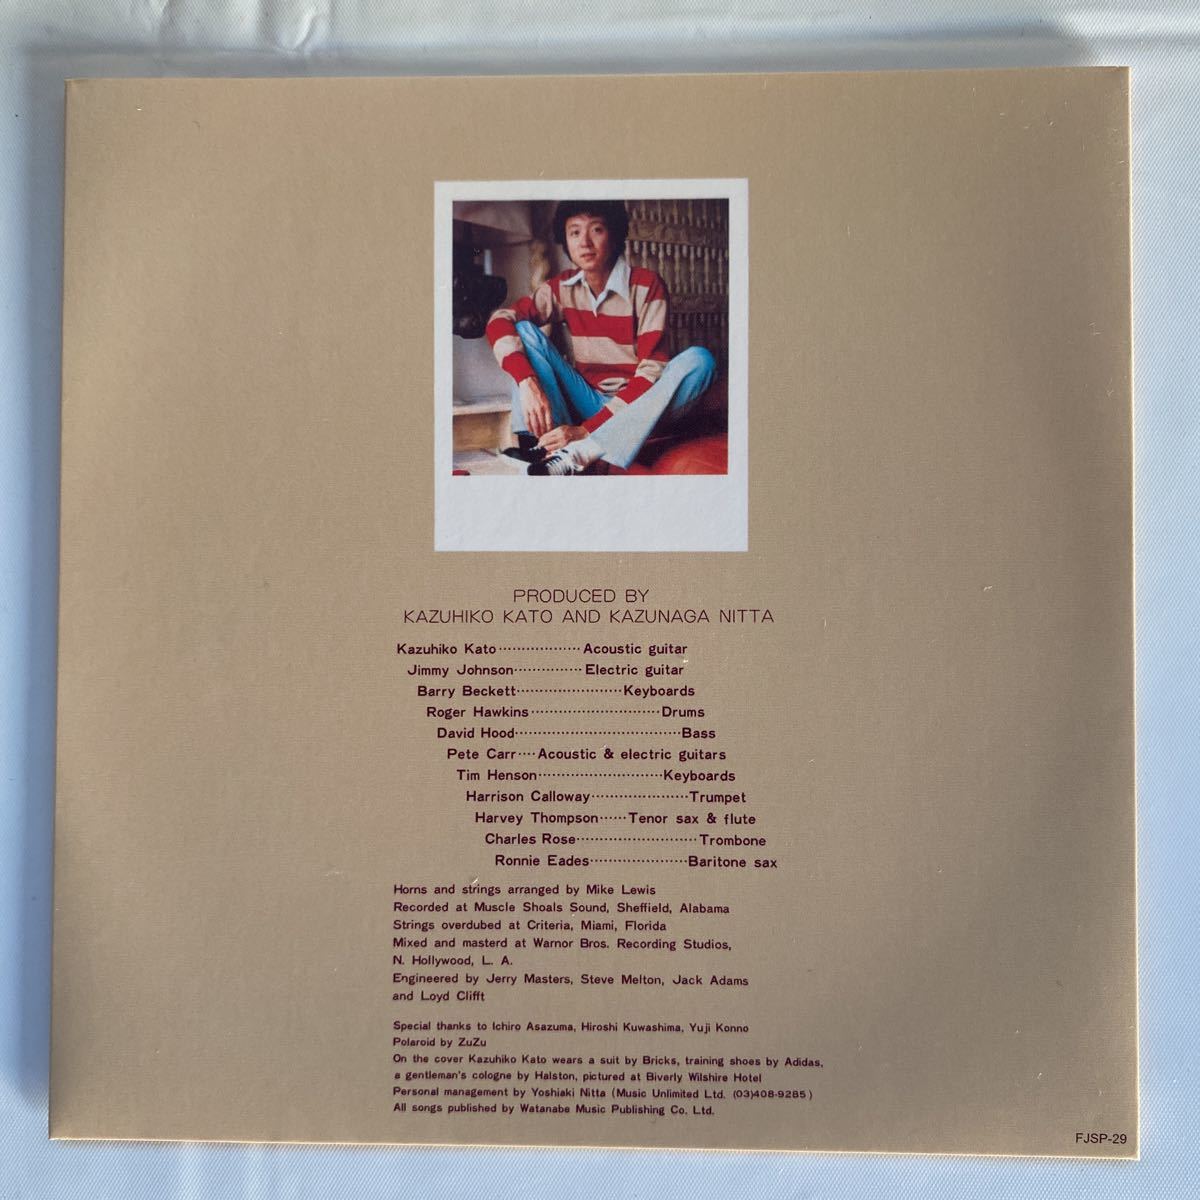 PRODUCED BY
KAZUHIKO KATO AND KAZUNAGA NITTA
Kazuhiko Kato··················Acoustic guitar
Jimmy Johnson···············Electric guitar
Barry Beckett·······················Keyboards
Roger Hawkins····························Drums
David Hood····································Bass
Pete Carr····Acoustic & electric guitars
Tim Henson···························Keyboards
Harrison Calloway·····················Trumpet
Harvey Thompson······Tenor sax & flute
Charles Rose··························Trombone
Ronnie Eades·····················Baritone sax
Horns and strings arranged by Mike Lewis
Recorded at Muscle Shoals Sound, Sheffield, Alabama
Strings overdubed at Criteria, Miami, Florida
Mixed and masterd at Warnor Bros. Recording Studios,
N. Hollywood, L. A.
Engineered by Jerry Masters, Steve Melton, Jack Adams
and Loyd Clifft
Special thanks to Ichiro Asazuma, Hiroshi Kuwashima, Yuji Konno
Polaroid by ZuZu
On the cover Kazuhiko Kato wears a suit by Bricks, training shoes by Adidas,
a gentleman's cologne by Halston, pictured at Biverly Wilshire Hotel
Personal management by Yoshiaki Nitta (Music Unlimited Ltd. (03)408-9285)
All songs published by Watanabe Music Publishing Co. Ltd.
FJSP-29